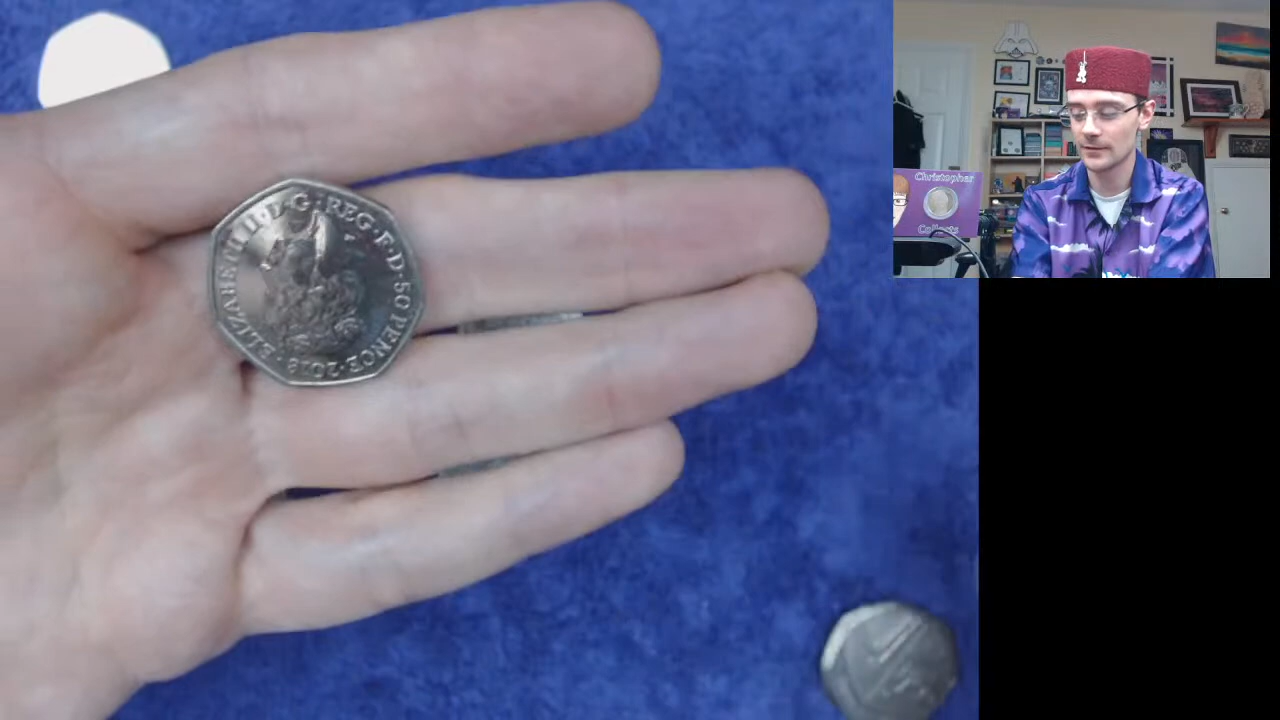 ELIZABETH II · D · G · REG · F · D · 50 PENCE · 2019 ·
Christopher
Collects